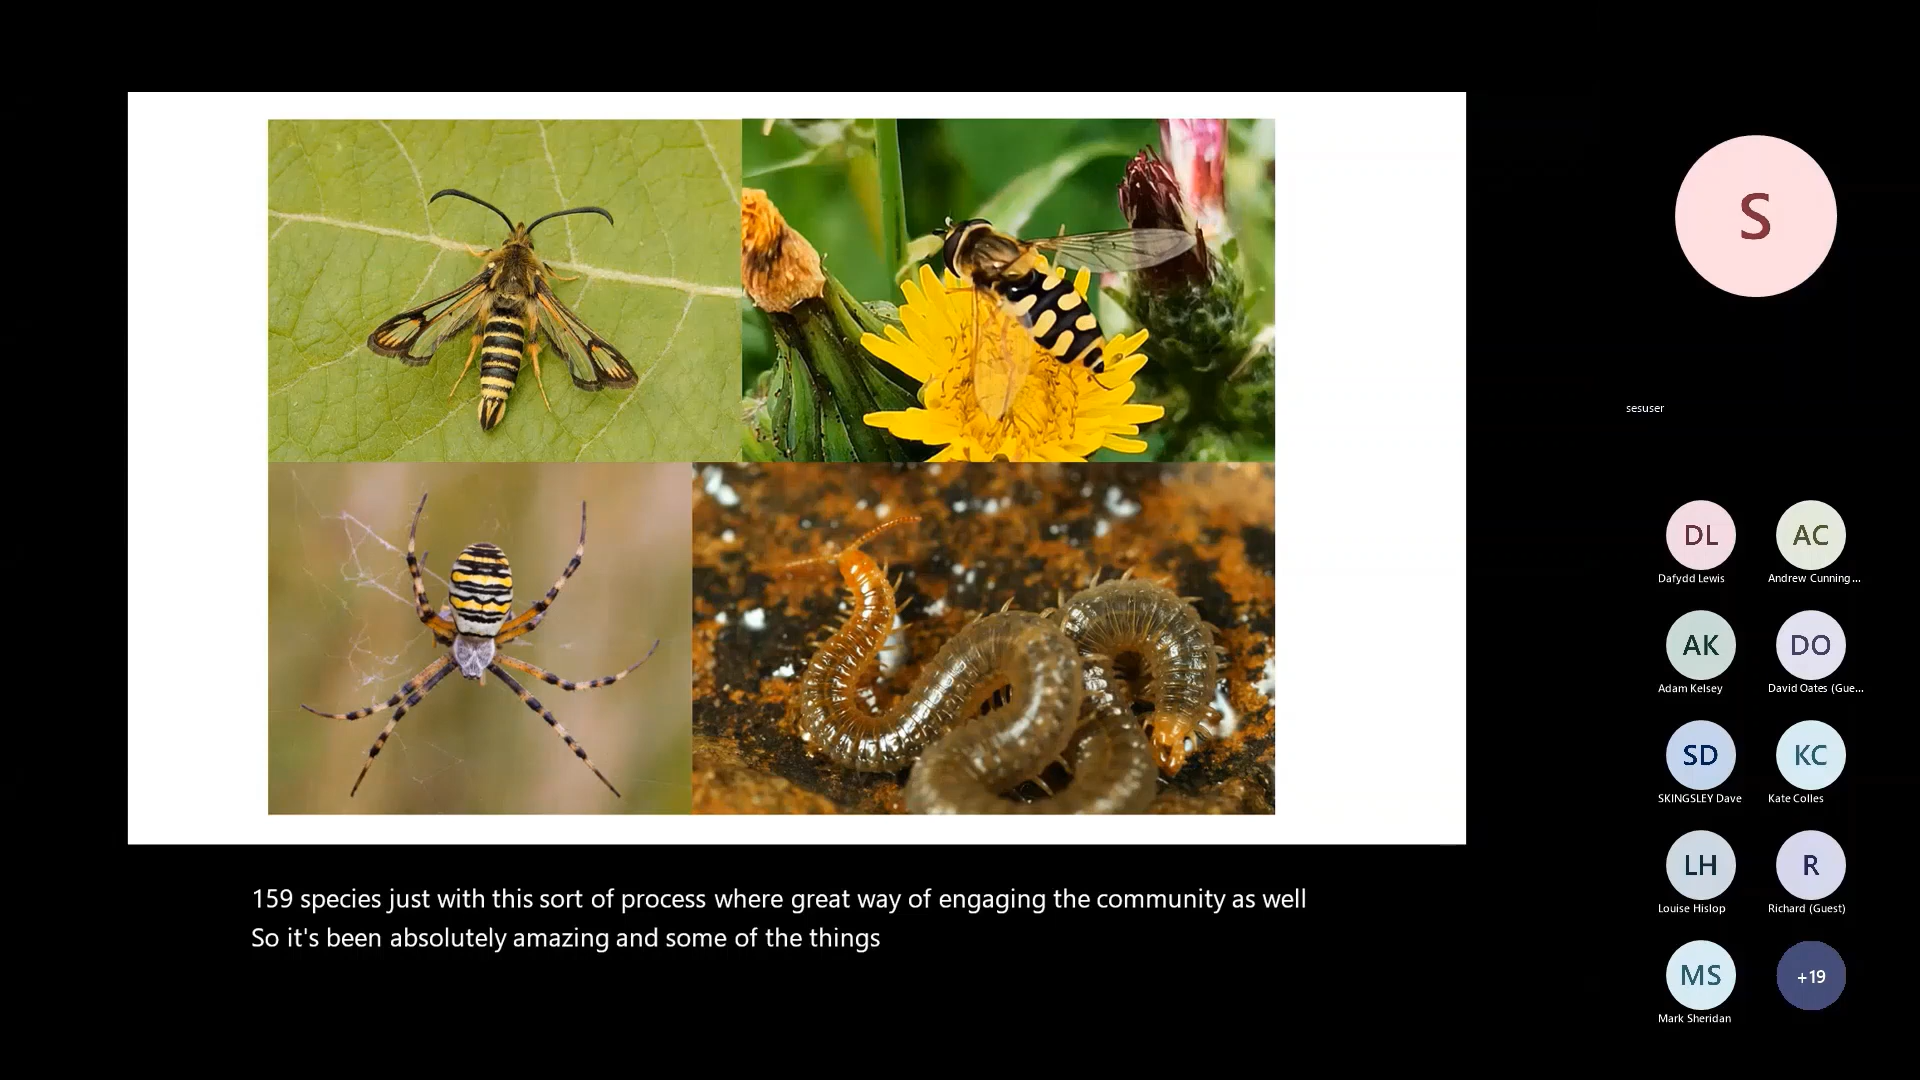 S
sesuser
DL
AC
Dafydd Lewis
Andrew Cunning...
AK
DO
Adam Kelsey
David Oates (Gue...
SD
KC
SKINGSLEY Dave
Kate Colles
LH
R
Louise Hislop
Richard (Guest)
MS
+19
Mark Sheridan
159 species just with this sort of process where great way of engaging the community as well
So it's been absolutely amazing and some of the things